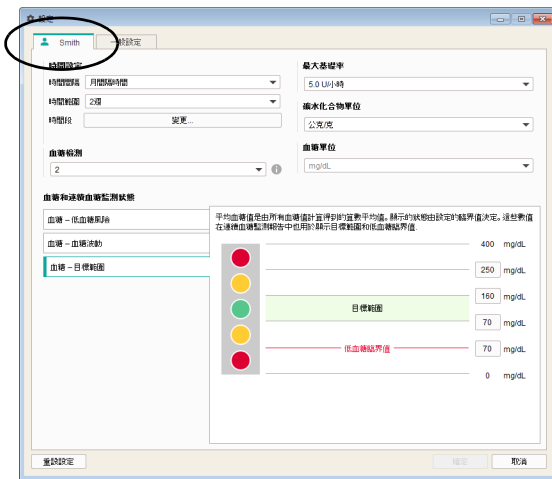 設定
Smith
一般設定
時間設定
時間間隔 月間隔時間
時間範圍 2週
時間段 變更...
最大基礎率
5.0 U/小時
碳水化合物單位
公克/克
血糖檢測
2
血糖單位
mg/dL
血糖和連續血糖監測狀態
血糖 – 低血糖風險
血糖 – 血糖波動
血糖 – 目標範圍
平均血糖值是由所有血糖值計算得到的算數平均值。顯示的狀態由設定的臨界值決定。這些數值
在連續血糖監測報告中也用於顯示目標範圍和低血糖臨界值.
400 mg/dL
250 mg/dL
160 mg/dL
目標範圍
70 mg/dL
低血糖臨界值
70 mg/dL
0 mg/dL
重設設定
確定
取消